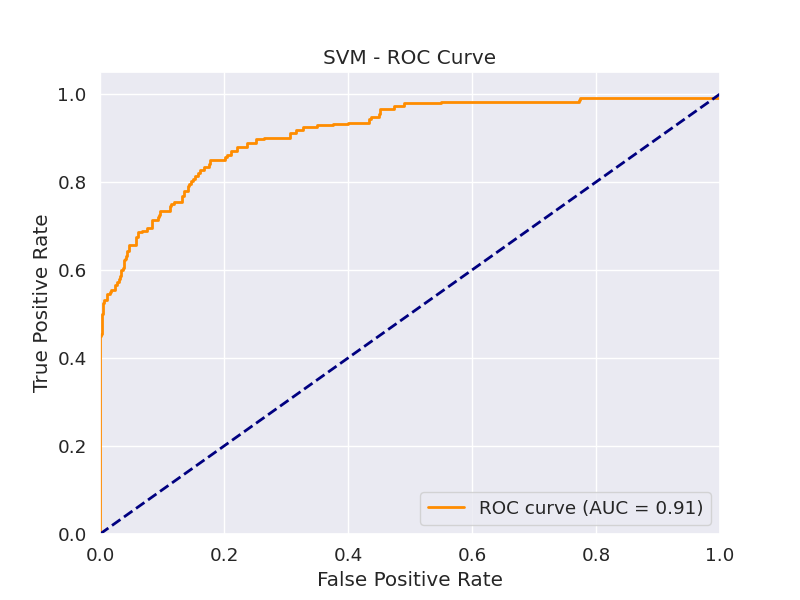 SVM - ROC Curve
1.0
0.8
0.6
0.4
0.2
0.0
True Positive Rate
ROC curve (AUC = 0.91)
0.0 0.2 0.4 0.6 0.8 1.0
False Positive Rate